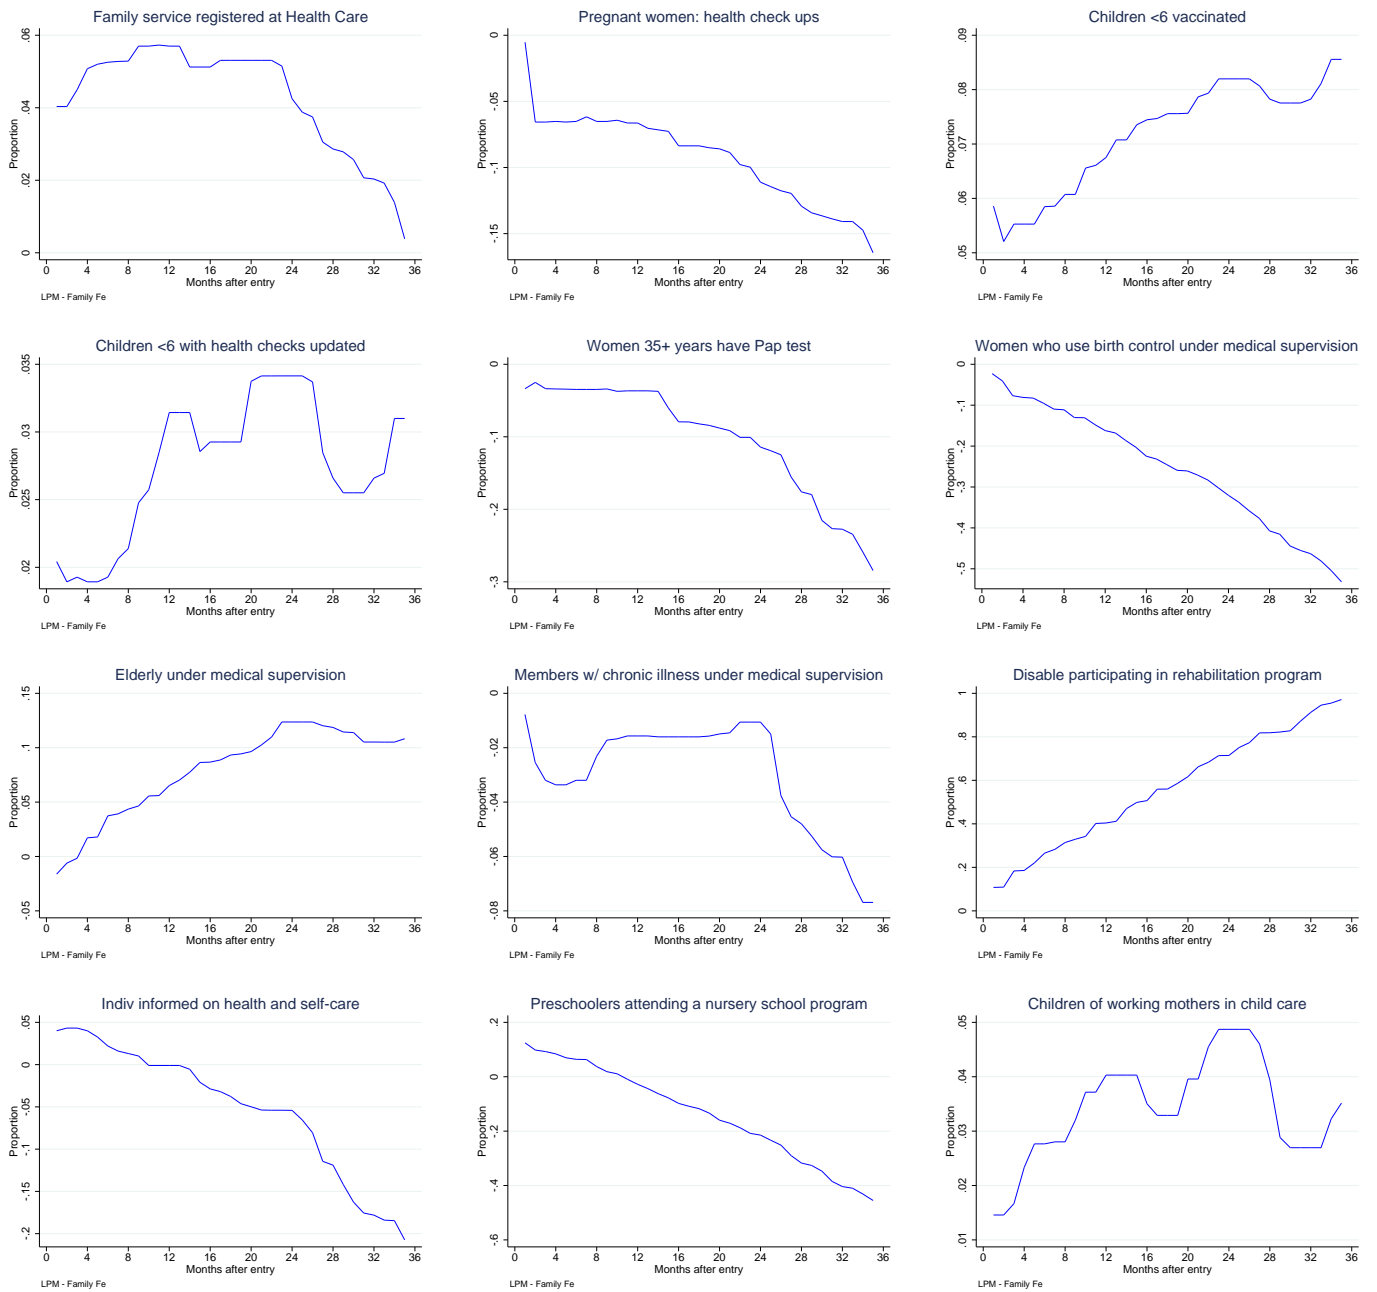 Family service registered at Health Care
Proportion
0 .02 .04 .06
0 4 8 12 16 20 24 28 32 36
Months after entry
LPM - Family Fe
Pregnant women: health check ups
Proportion
-.15 -.1 -.05 0
0 4 8 12 16 20 24 28 32 36
Months after entry
LPM - Family Fe
Children <6 vaccinated
Proportion
.05 .06 .07 .08 .09
0 4 8 12 16 20 24 28 32 36
Months after entry
LPM - Family Fe
Children <6 with health checks updated
Proportion
.02 .025 .03 .035
0 4 8 12 16 20 24 28 32 36
Months after entry
LPM - Family Fe
Women 35+ years have Pap test
Proportion
-.3 -.2 -.1 0
0 4 8 12 16 20 24 28 32 36
Months after entry
LPM - Family Fe
Women who use birth control under medical supervision
Proportion
-.5 -.4 -.3 -.2 -.1 0
0 4 8 12 16 20 24 28 32 36
Months after entry
LPM - Family Fe
Elderly under medical supervision
Proportion
-.05 0 .05 .1 .15
0 4 8 12 16 20 24 28 32 36
Months after entry
LPM - Family Fe
Members w/ chronic illness under medical supervision
Proportion
-.08 -.06 -.04 -.02 0
0 4 8 12 16 20 24 28 32 36
Months after entry
LPM - Family Fe
Disable participating in rehabilitation program
Proportion
0 .2 .4 .6 .8 1
0 4 8 12 16 20 24 28 32 36
Months after entry
LPM - Family Fe
Indiv informed on health and self-care
Proportion
-.2 -.15 -.1 -.05 0 .05
0 4 8 12 16 20 24 28 32 36
Months after entry
LPM - Family Fe
Preschoolers attending a nursery school program
Proportion
-.6 -.4 -.2 0 .2
0 4 8 12 16 20 24 28 32 36
Months after entry
LPM - Family Fe
Children of working mothers in child care
Proportion
.01 .02 .03 .04 .05
0 4 8 12 16 20 24 28 32 36
Months after entry
LPM - Family Fe